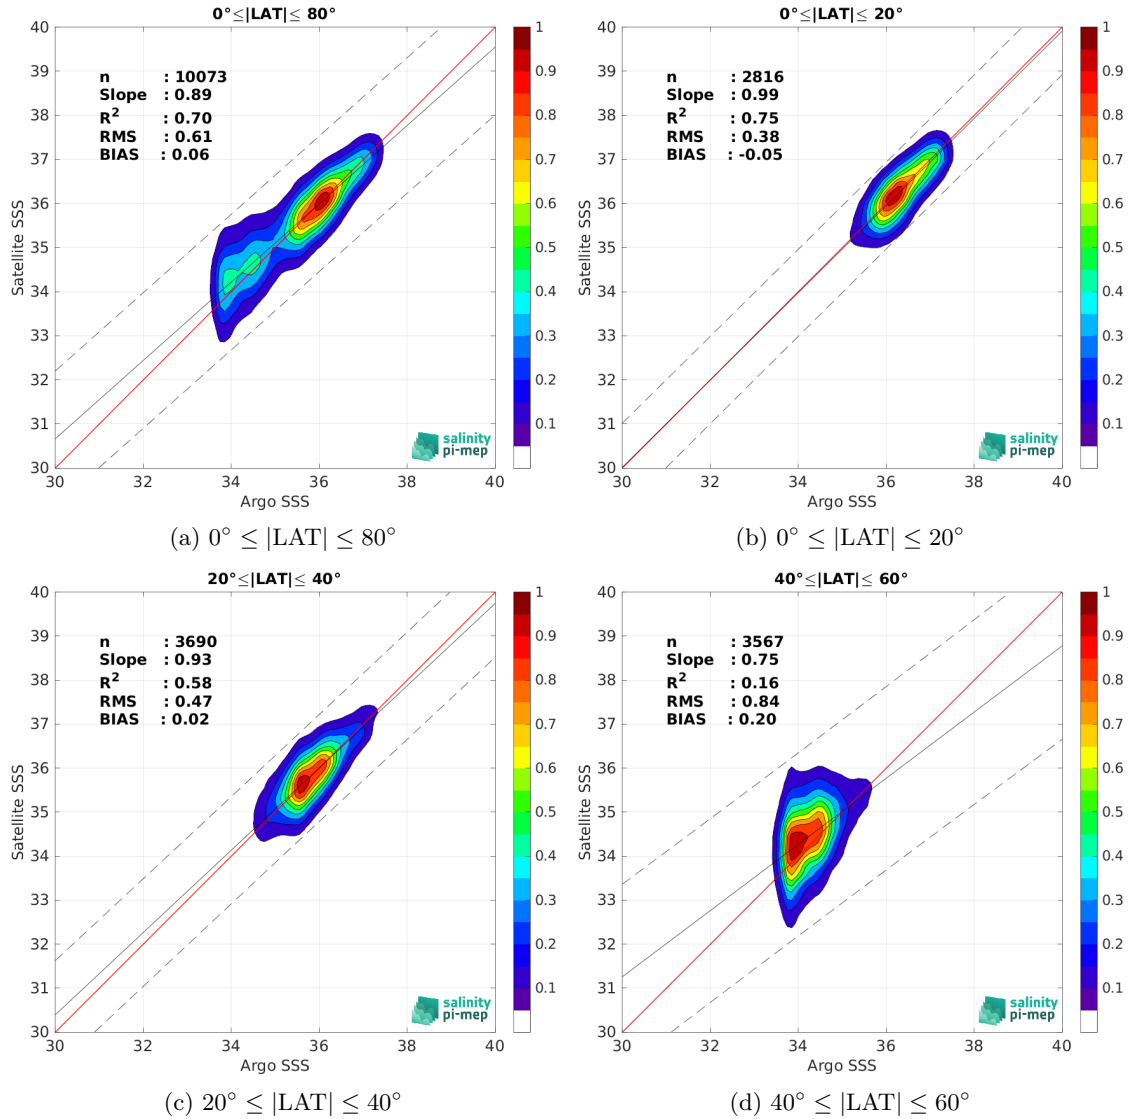 0°≤|LAT|≤ 80°
n : 10073
Slope : 0.89
R² : 0.70
RMS : 0.61
BIAS : 0.06
Satellite SSS
40
39
38
37
36
35
34
33
32
31
30
30 32 34 36 38 40
Argo SSS
1
0.9
0.8
0.7
0.6
0.5
0.4
0.3
0.2
0.1
salinity
pi-mep
(a) 0° ≤ |LAT| ≤ 80°
0°≤|LAT|≤ 20°
n : 2816
Slope : 0.99
R² : 0.75
RMS : 0.38
BIAS : -0.05
Satellite SSS
40
39
38
37
36
35
34
33
32
31
30
30 32 34 36 38 40
Argo SSS
1
0.9
0.8
0.7
0.6
0.5
0.4
0.3
0.2
0.1
salinity
pi-mep
(b) 0° ≤ |LAT| ≤ 20°
20°≤|LAT|≤ 40°
n : 3690
Slope : 0.93
R² : 0.58
RMS : 0.47
BIAS : 0.02
Satellite SSS
40
39
38
37
36
35
34
33
32
31
30
30 32 34 36 38 40
Argo SSS
1
0.9
0.8
0.7
0.6
0.5
0.4
0.3
0.2
0.1
salinity
pi-mep
(c) 20° ≤ |LAT| ≤ 40°
40°≤|LAT|≤ 60°
n : 3567
Slope : 0.75
R² : 0.16
RMS : 0.84
BIAS : 0.20
Satellite SSS
40
39
38
37
36
35
34
33
32
31
30
30 32 34 36 38 40
Argo SSS
1
0.9
0.8
0.7
0.6
0.5
0.4
0.3
0.2
0.1
salinity
pi-mep
(d) 40° ≤ |LAT| ≤ 60°